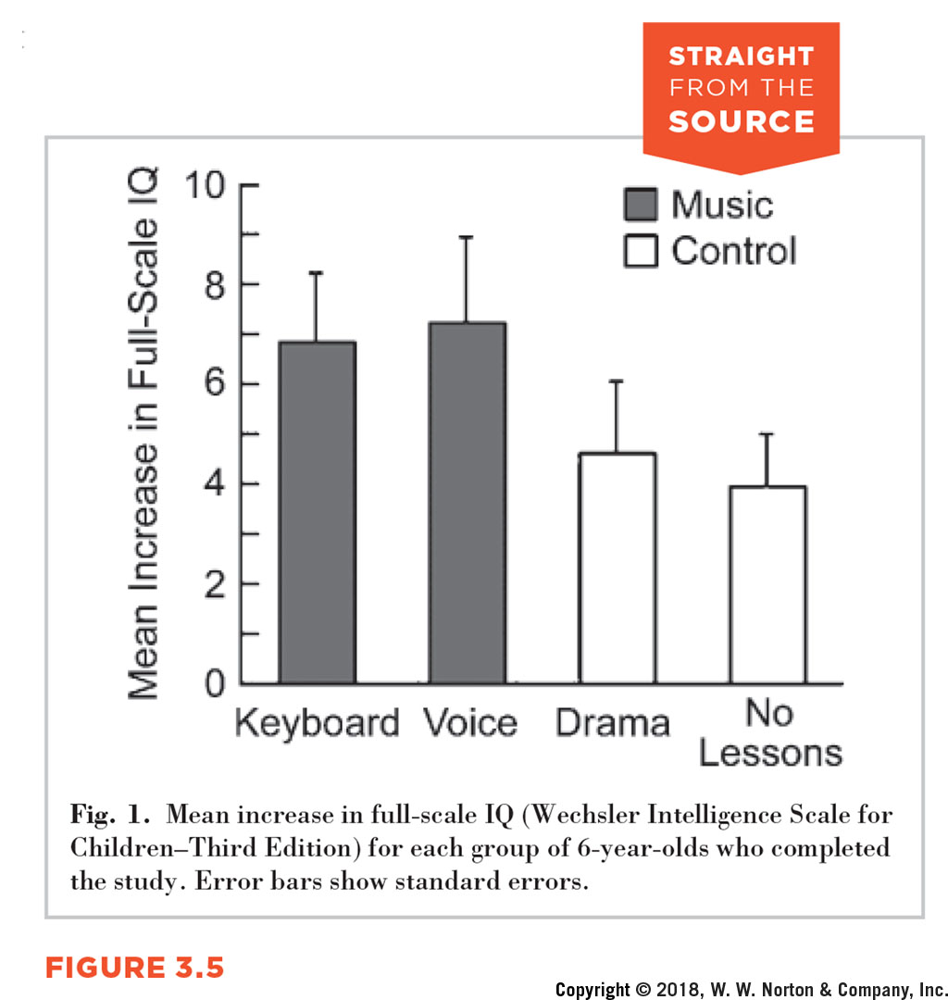 STRAIGHT
FROM THE
SOURCE
Mean Increase in Full-Scale IQ
10
8
6
4
2
0
Music
Control
Keyboard
Voice
Drama
No
Lessons
Fig. 1. Mean increase in full-scale IQ (Wechsler Intelligence Scale for
Children–Third Edition) for each group of 6-year-olds who completed
the study. Error bars show standard errors.
FIGURE 3.5
Copyright © 2018, W. W. Norton & Company, Inc.